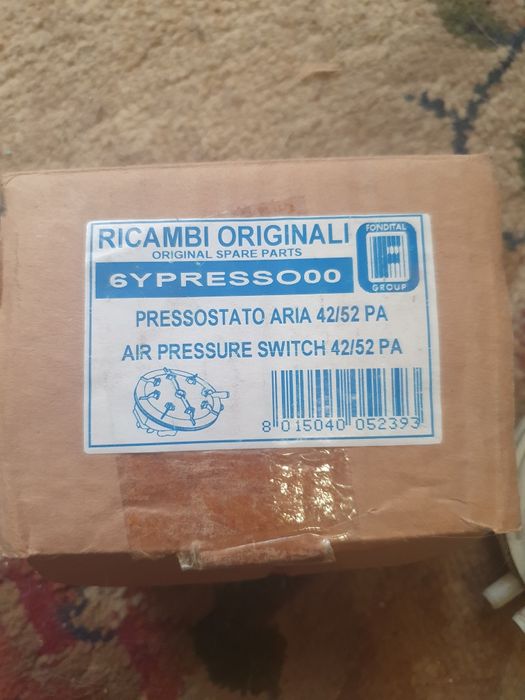 RICAMBI ORIGINALI
ORIGINAL SPARE PARTS
FONDITAL
GROUP
6YPRESSO00
PRESSOSTATO ARIA 42/52 PA
AIR PRESSURE SWITCH 42/52 PA
8 015040 052393